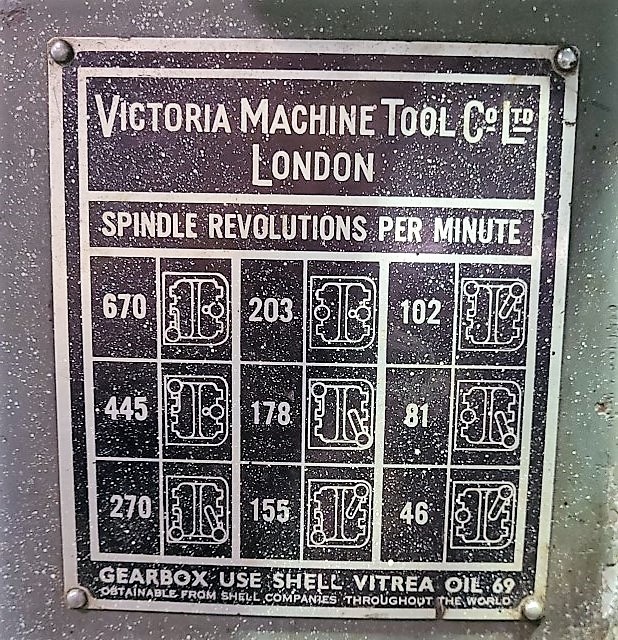 VICTORIA MACHINE TOOL CO LTD
LONDON
SPINDLE REVOLUTIONS PER MINUTE
670 203 102
445 178 81
270 155 46
GEARBOX USE SHELL VITREA OIL 69
OBTAINABLE FROM SHELL COMPANIES THROUGHOUT THE WORLD